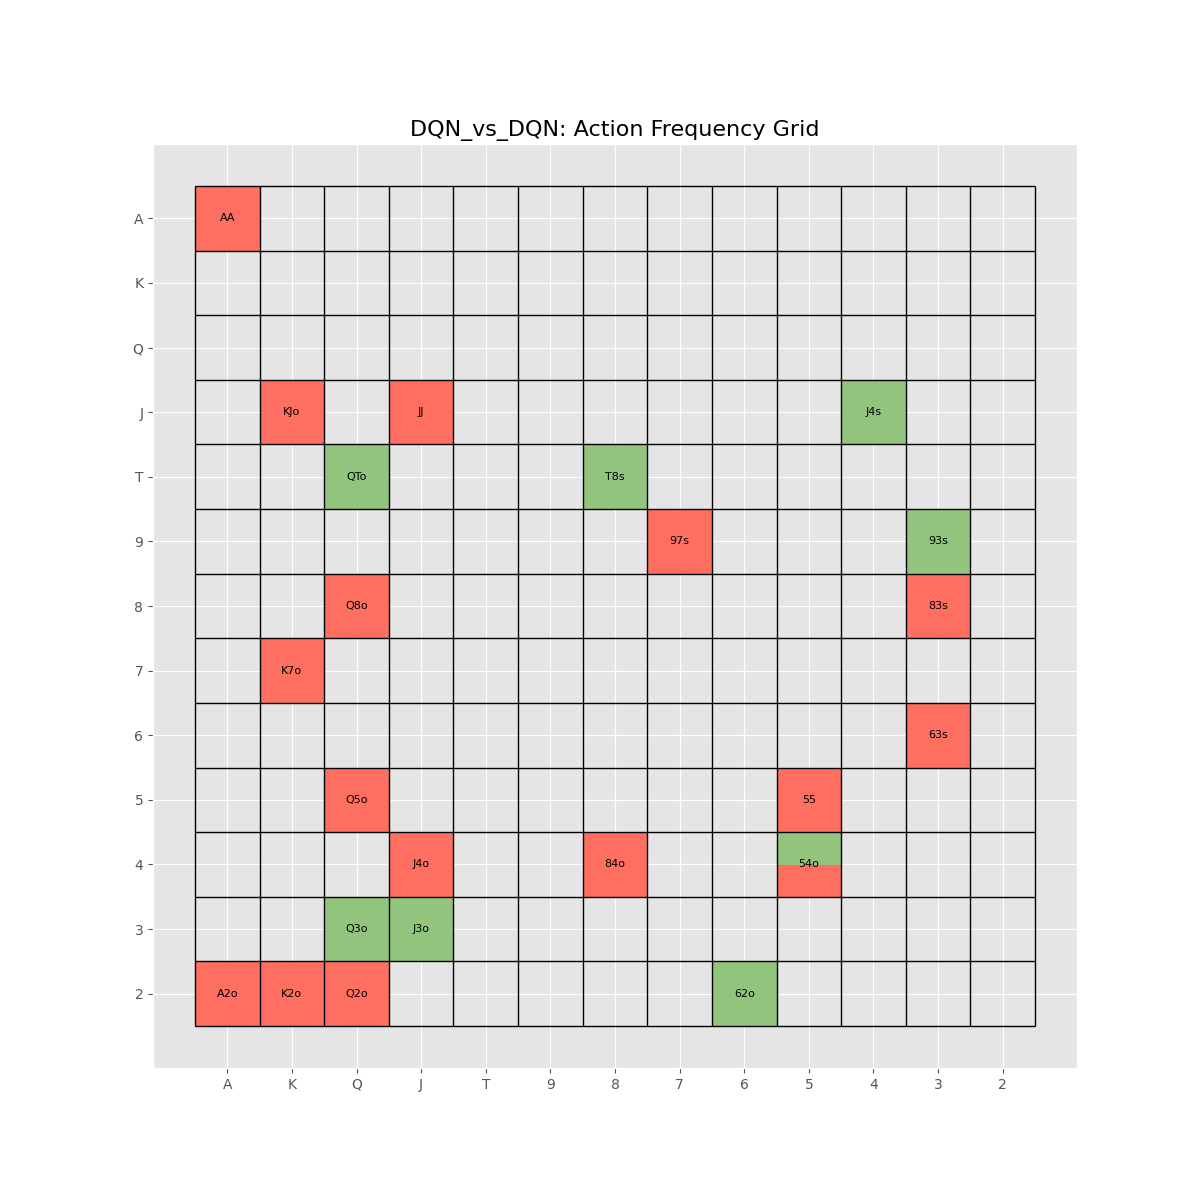 DQN_vs_DQN: Action Frequency Grid
A AA
K
Q
J KJo JJ J4s
T QTo T8s
9 97s 93s
8 Q8o 83s
7 K7o
6 63s
5 Q5o 55
4 J4o 84o 54o
3 Q3o J3o
2 A2o K2o Q2o 62o
A K Q J T 9 8 7 6 5 4 3 2